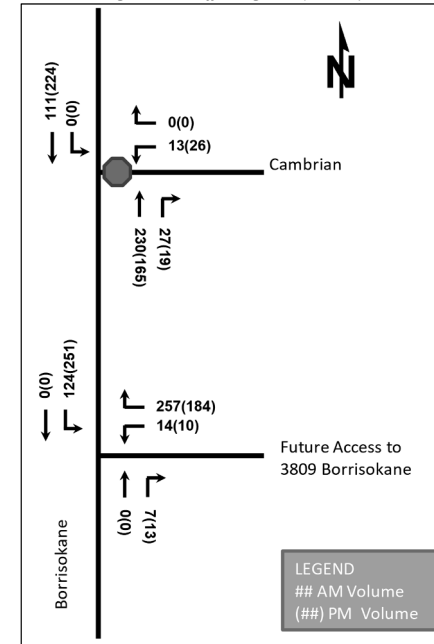 N
111(224)
0(0)
0(0)
13(26)
Cambrian
230(165)
27(19)
0(0)
124(251)
257(184)
14(10)
Future Access to
3809 Borrisokane
0(0)
7(13)
Borrisokane
LEGEND
## AM Volume
(##) PM Volume